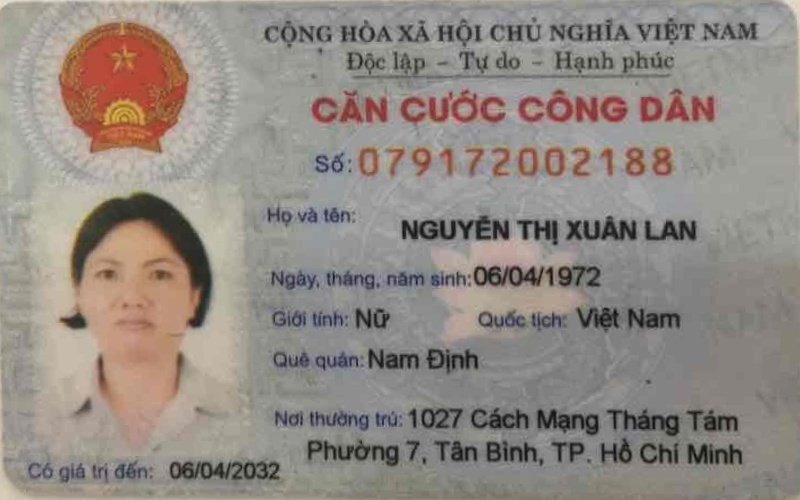 CỘNG HÒA XÃ HỘI CHỦ NGHĨA VIỆT NAM
Độc lập - Tự do - Hạnh phúc
CĂN CƯỚC CÔNG DÂN
Số: 079172002188
Họ và tên: NGUYỄN THỊ XUÂN LAN
Ngày, tháng, năm sinh: 06/04/1972
Giới tính: Nữ Quốc tịch: Việt Nam
Quê quán: Nam Định
Nơi thường trú: 1027 Cách Mạng Tháng Tám
Phường 7, Tân Bình, TP. Hồ Chí Minh
Có giá trị đến: 06/04/2032